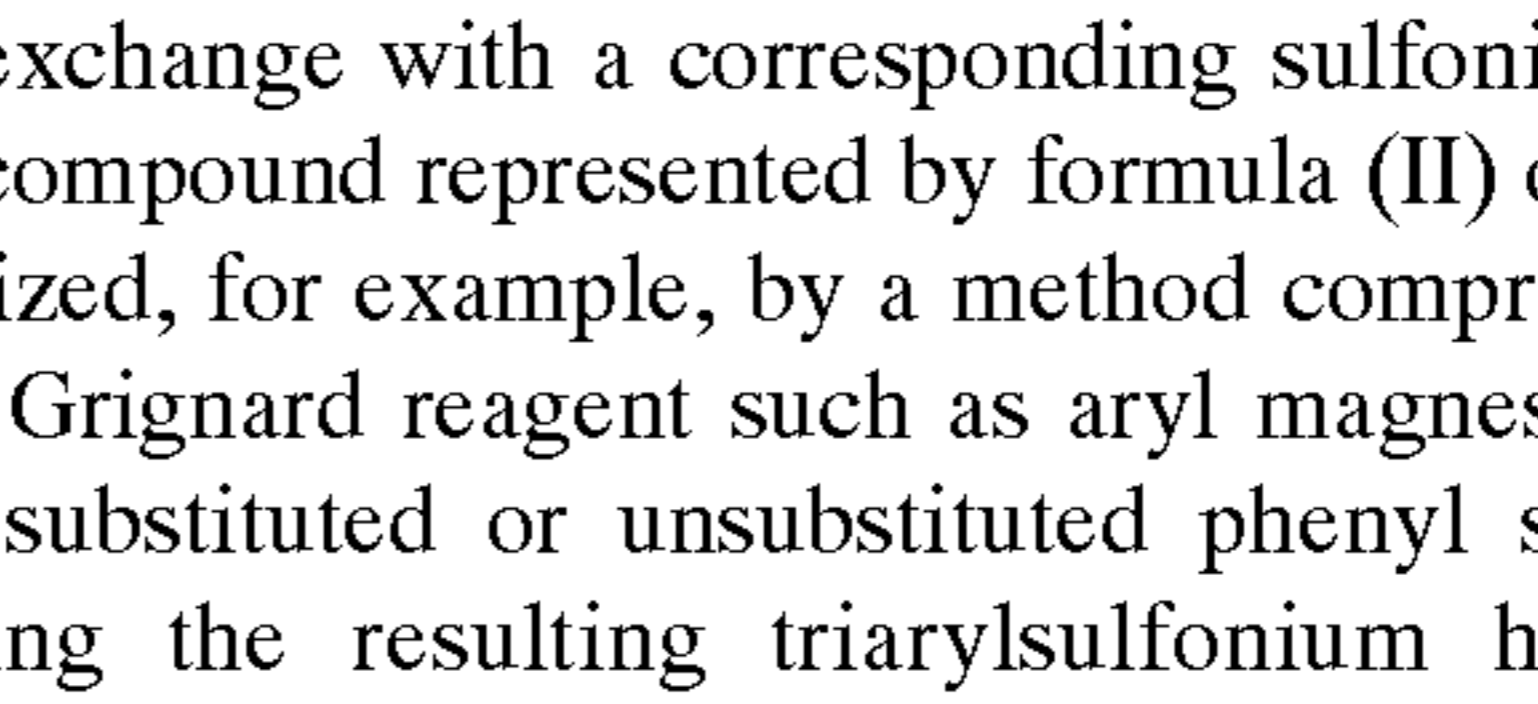 exchange with a corresponding sulfoni
compound represented by formula (II)
ized, for example, by a method compr
Grignard reagent such as aryl magnes
substituted or unsubstituted phenyl s
ing the resulting triarylsulfonium h